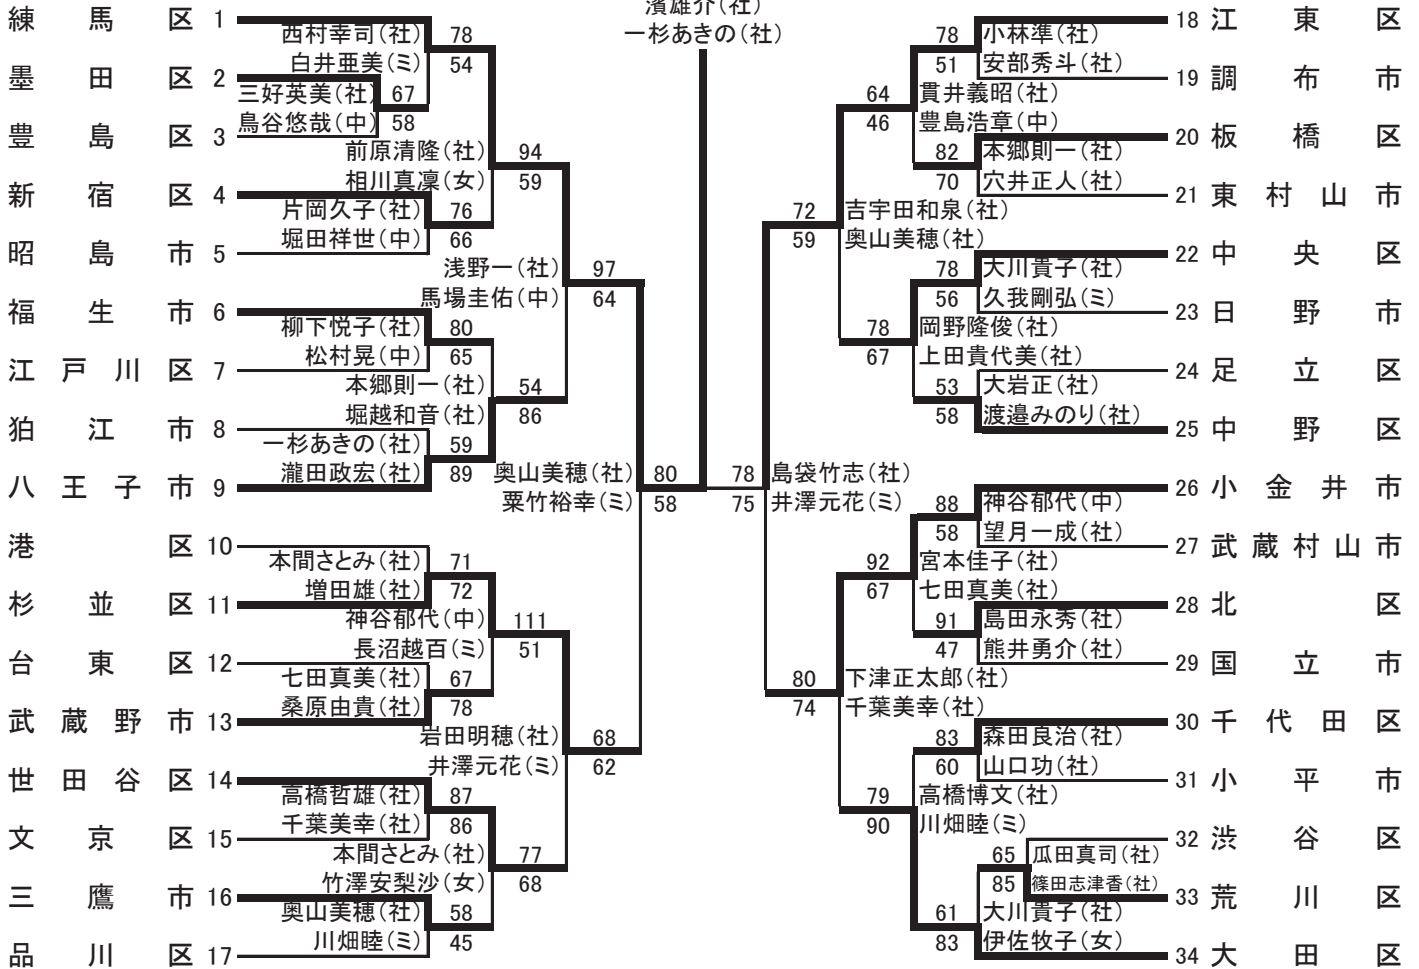 濱雄介(社)
一杉あきの(社)
練馬区 1
西村幸司(社) 78
白井亜美(ミ) 54
墨田区 2
三好英美(社) 67
鳥谷悠哉(中) 58
豊島区 3
前原清隆(社) 94
相川真凜(女) 59
新宿区 4
片岡久子(社) 76
堀田祥世(中) 66
昭島市 5
浅野一(社) 97
馬場圭佑(中) 64
福生市 6
柳下悦子(社) 80
松村晃(中) 65
江戸川区 7
本郷則一(社) 54
堀越和音(社) 86
狛江市 8
一杉あきの(社) 59
瀧田政宏(社) 89
八王子市 9
奥山美穂(社) 80
粟竹裕幸(ミ) 58
港区 10
本間さとみ(社) 71
増田雄(社) 72
杉並区 11
神谷郁代(中) 111
長沼越百(ミ) 51
台東区 12
七田真美(社) 67
桑原由貴(社) 78
武蔵野市 13
岩田明穂(社) 68
井澤元花(ミ) 62
世田谷区 14
高橋哲雄(社) 87
千葉美幸(社) 86
文京区 15
本間さとみ(社) 77
竹澤安梨沙(女) 68
三鷹市 16
奥山美穂(社) 58
川畑睦(ミ) 45
品川区 17
18 江東区
78 小林準(社)
51 安部秀斗(社)
19 調布市
64 貫井義昭(社)
46 豊島浩章(中)
20 板橋区
82 本郷則一(社)
70 穴井正人(社)
21 東村山市
72 吉宇田和泉(社)
59 奥山美穂(社)
22 中央区
78 大川貴子(社)
56 久我剛弘(ミ)
23 日野市
78 岡野隆俊(社)
67 上田貴代美(社)
24 足立区
53 大岩正(社)
58 渡邉みのり(社)
25 中野区
78 島袋竹志(社)
75 井澤元花(ミ)
26 小金井市
88 神谷郁代(中)
58 望月一成(社)
27 武蔵村山市
92 宮本佳子(社)
67 七田真美(社)
28 北区
91 島田永秀(社)
47 熊井勇介(社)
29 国立市
80 下津正太郎(社)
74 千葉美幸(社)
30 千代田区
83 森田良治(社)
60 山口功(社)
31 小平市
79 高橋博文(社)
90 川畑睦(ミ)
32 渋谷区
65 瓜田真司(社)
85 篠田志津香(社)
33 荒川区
61 大川貴子(社)
83 伊佐牧子(女)
34 大田区